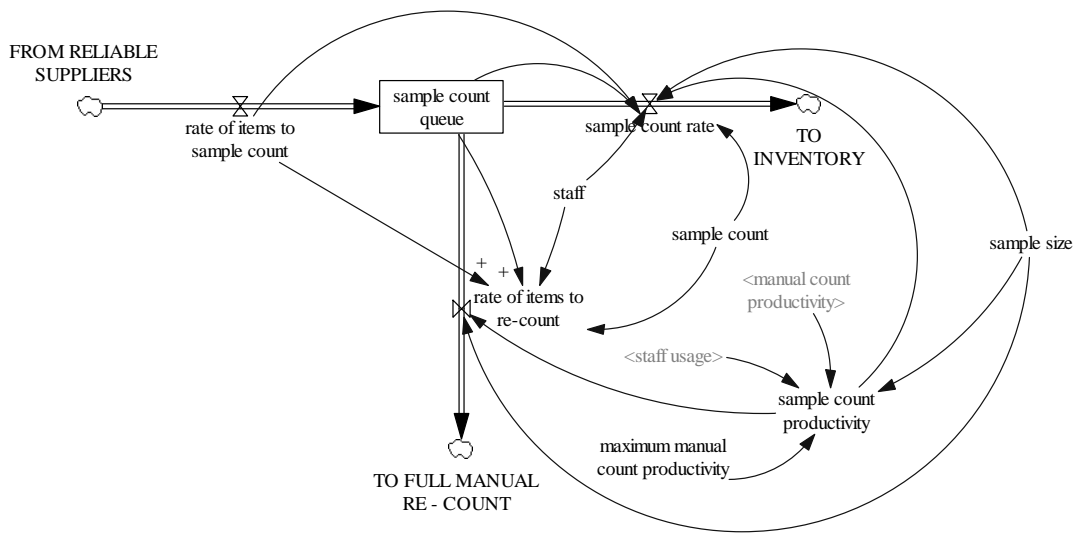 FROM RELIABLE
SUPPLIERS
sample count
queue
rate of items to
sample count
sample count rate
TO
INVENTORY
staff
sample count
sample size
+
+
<manual count
productivity>
rate of items to
re-count
<staff usage>
sample count
productivity
maximum manual
count productivity
TO FULL MANUAL
RE - COUNT